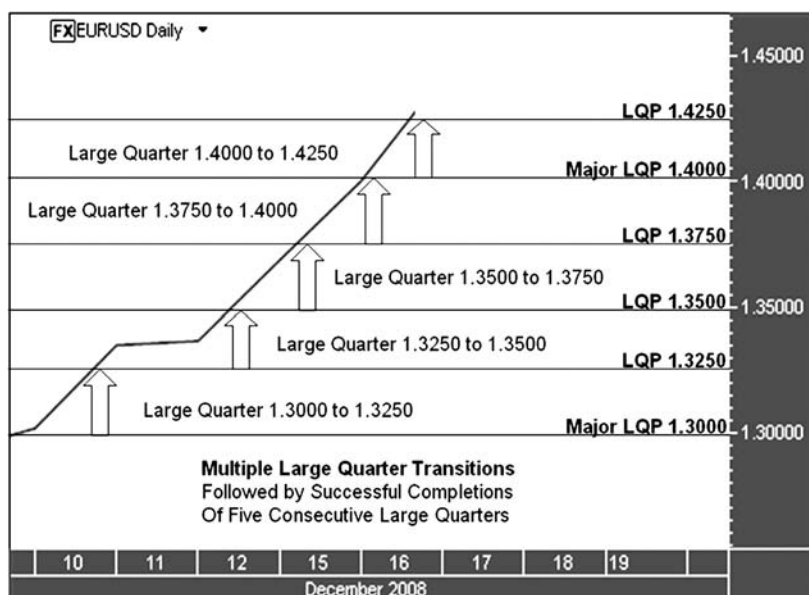 FX EURUSD Daily
1.45000
LQP 1.4250
Large Quarter 1.4000 to 1.4250
Major LQP 1.4000
1.40000
Large Quarter 1.3750 to 1.4000
LQP 1.3750
Large Quarter 1.3500 to 1.3750
LQP 1.3500
1.35000
Large Quarter 1.3250 to 1.3500
LQP 1.3250
Large Quarter 1.3000 to 1.3250
Major LQP 1.3000
1.30000
Multiple Large Quarter Transitions
Followed by Successful Completions
Of Five Consecutive Large Quarters
10 11 12 15 16 17 18 19
December 2008